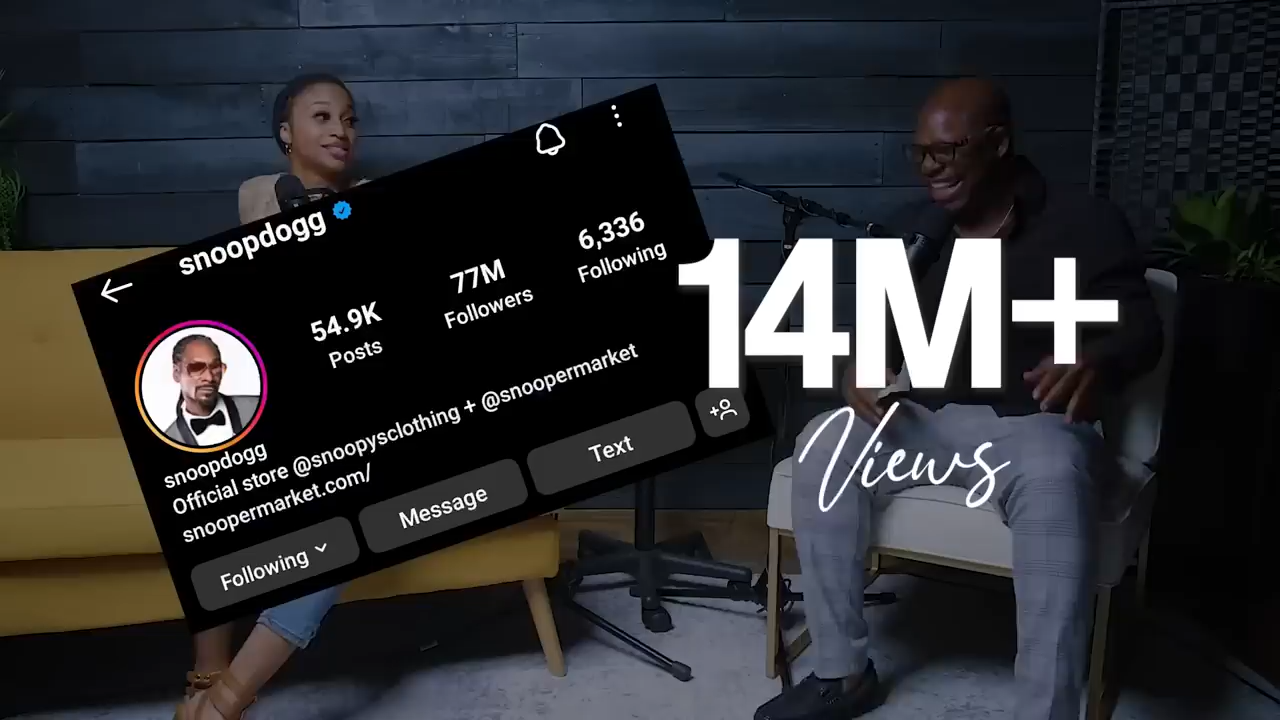 snoopdogg
54.9K
Posts
77M
Followers
6,336
Following
snoopdogg
Official store @snoopysclothing + @snoopermarket
snoopermarket.com/
Following
Message
Text
14M+
Views